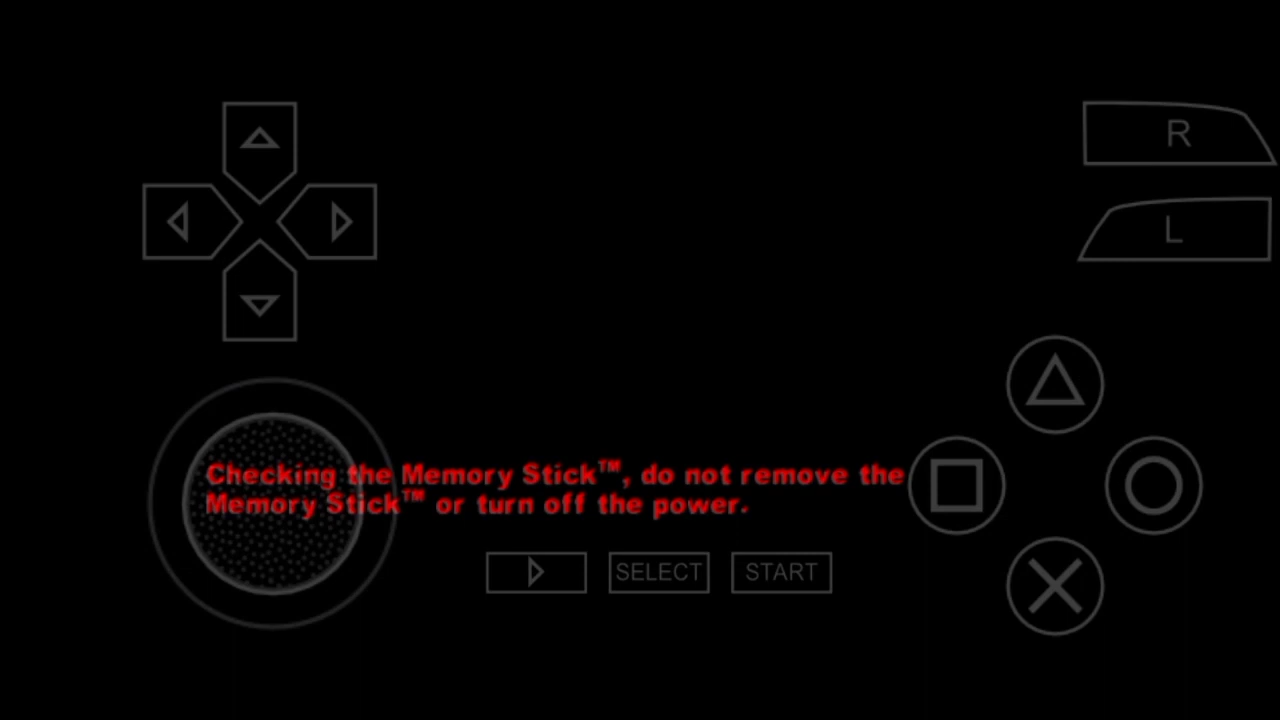 R
L
Checking the Memory Stick™, do not remove the
Memory Stick™ or turn off the power.
SELECT START